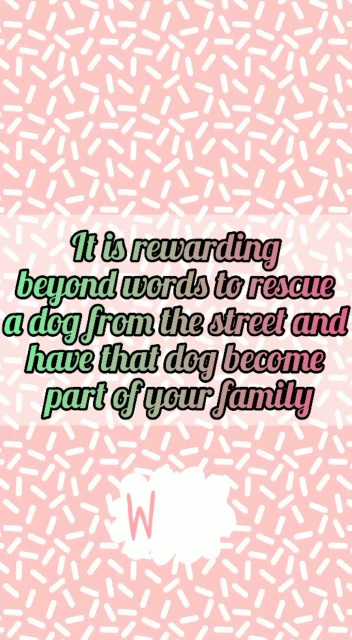 It is rewarding
beyond words to rescue
a dog from the street and
have that dog become
part of your family
W